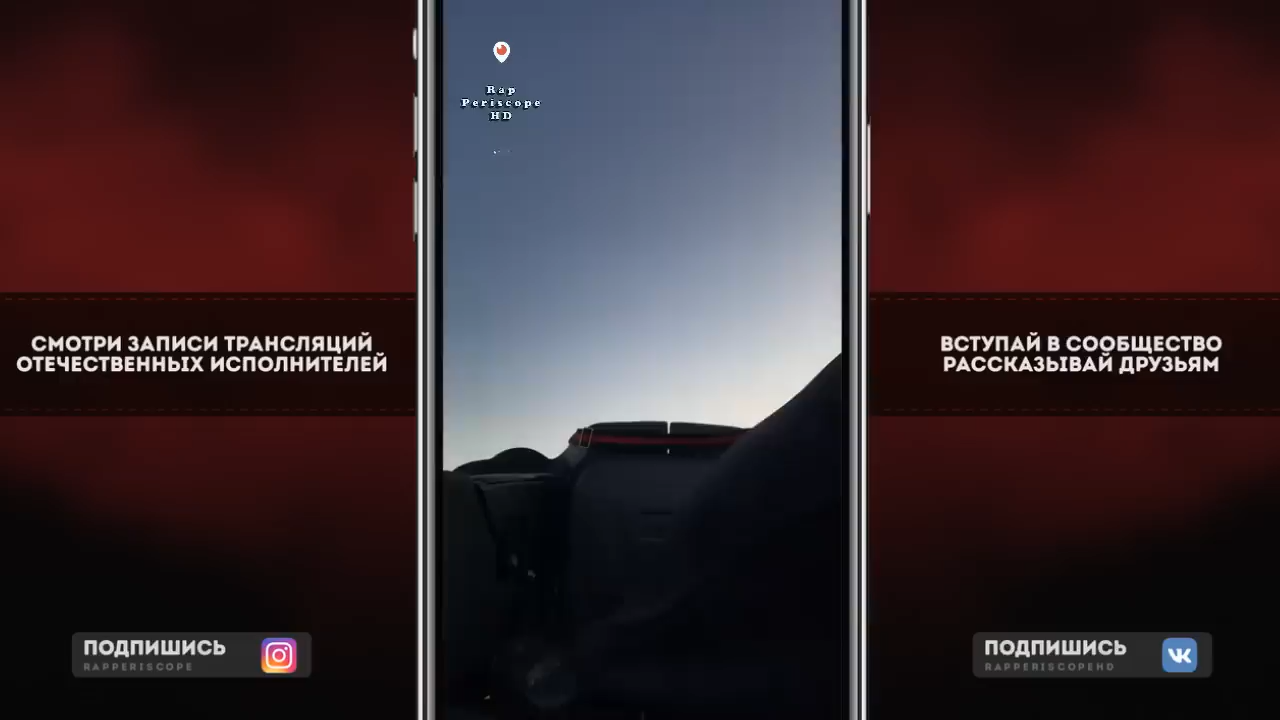 Rap
Periscope
HD
СМОТРИ ЗАПИСИ ТРАНСЛЯЦИЙ
ОТЕЧЕСТВЕННЫХ ИСПОЛНИТЕЛЕЙ
ВСТУПАЙ В СООБЩЕСТВО
РАССКАЗЫВАЙ ДРУЗЬЯМ
ПОДПИШИСЬ
RAPPERISCOPE
ПОДПИШИСЬ
RAPPERISCOPEHD